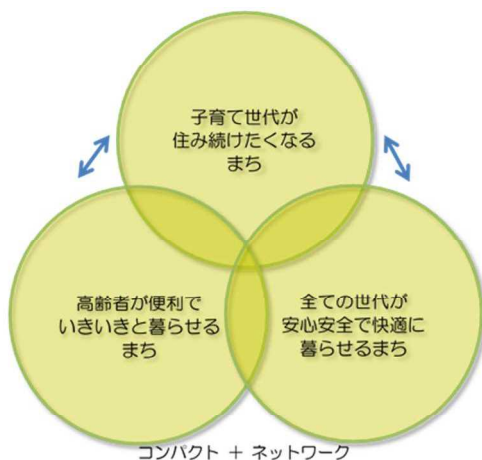 子育て世代が
住み続けたくなる
まち
高齢者が便利で
いきいきと暮らせる
まち
全ての世代が
安心安全で快適に
暮らせるまち
コンパクト ＋ ネットワーク